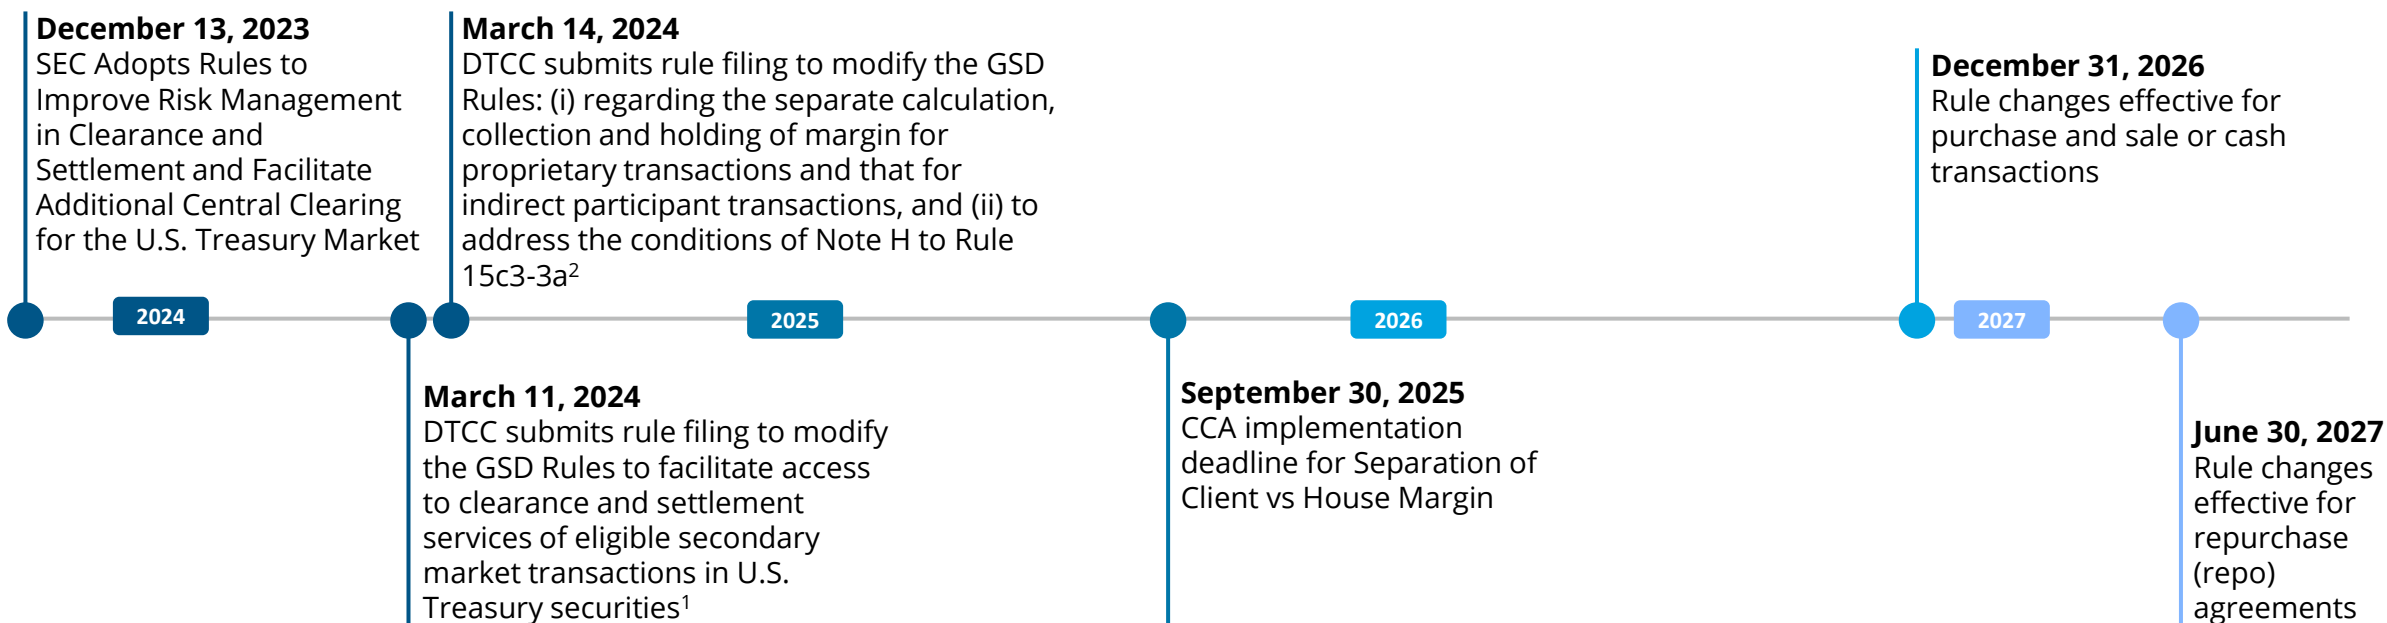 December 13, 2023
SEC Adopts Rules to
Improve Risk Management
in Clearance and
Settlement and Facilitate
Additional Central Clearing
for the U.S. Treasury Market
March 14, 2024
DTCC submits rule filing to modify the GSD
Rules: (i) regarding the separate calculation,
collection and holding of margin for
proprietary transactions and that for
indirect participant transactions, and (ii) to
address the conditions of Note H to Rule
15c3-3a²
December 31, 2026
Rule changes effective for
purchase and sale or cash
transactions
2024
2025
2026
2027
March 11, 2024
DTCC submits rule filing to modify
the GSD Rules to facilitate access
to clearance and settlement
services of eligible secondary
market transactions in U.S.
Treasury securities¹
September 30, 2025
CCA implementation
deadline for Separation of
Client vs House Margin
June 30, 2027
Rule changes
effective for
repurchase
(repo)
agreements